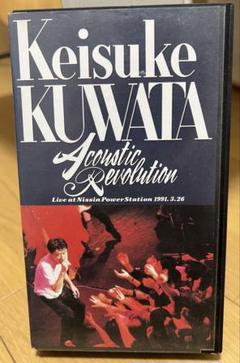 Keisuke
KUWATA
Acoustic
Revolution
Live at Nissin Power Station 1991.3.26